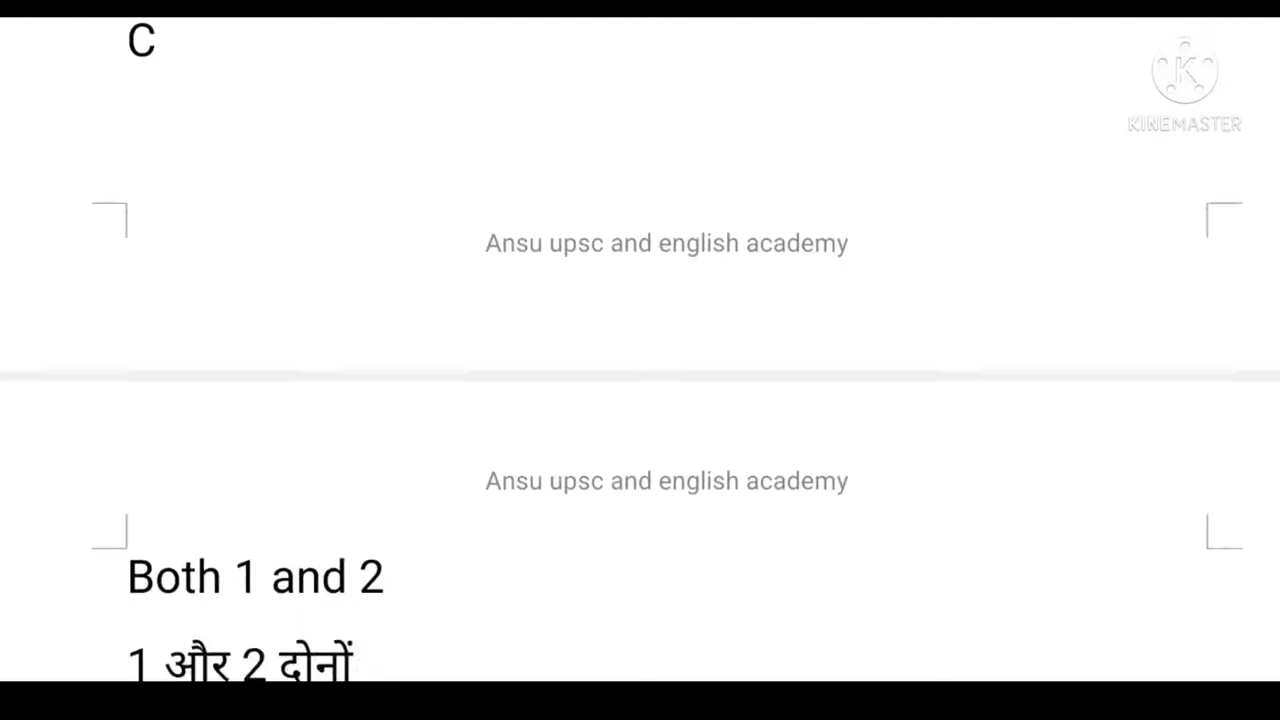 C
KINEMASTER
Ansu upsc and english academy
Ansu upsc and english academy
Both 1 and 2
1 और 2 दोनों